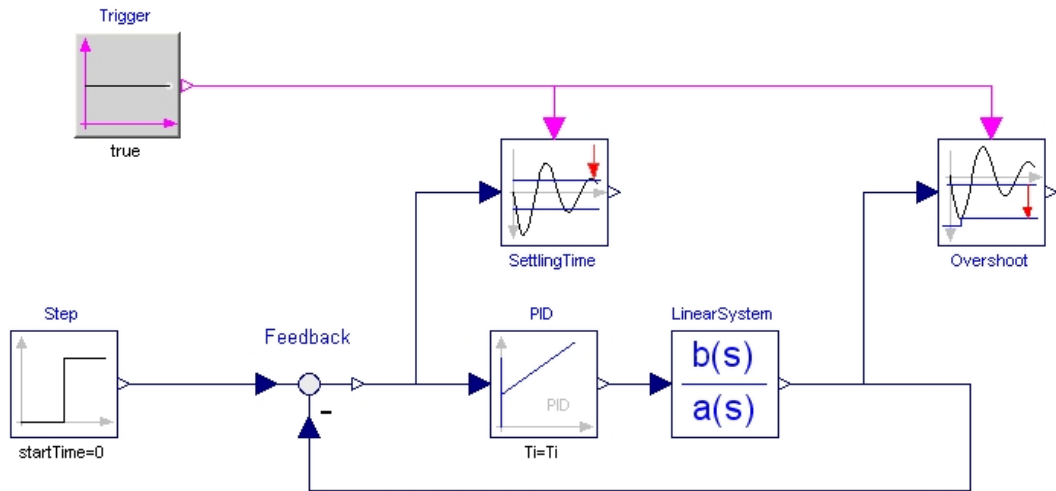 Trigger
true
SettlingTime
Overshoot
Step
Feedback
PID
LinearSystem
-
PID
b(s)
a(s)
startTime=0
Ti=Ti